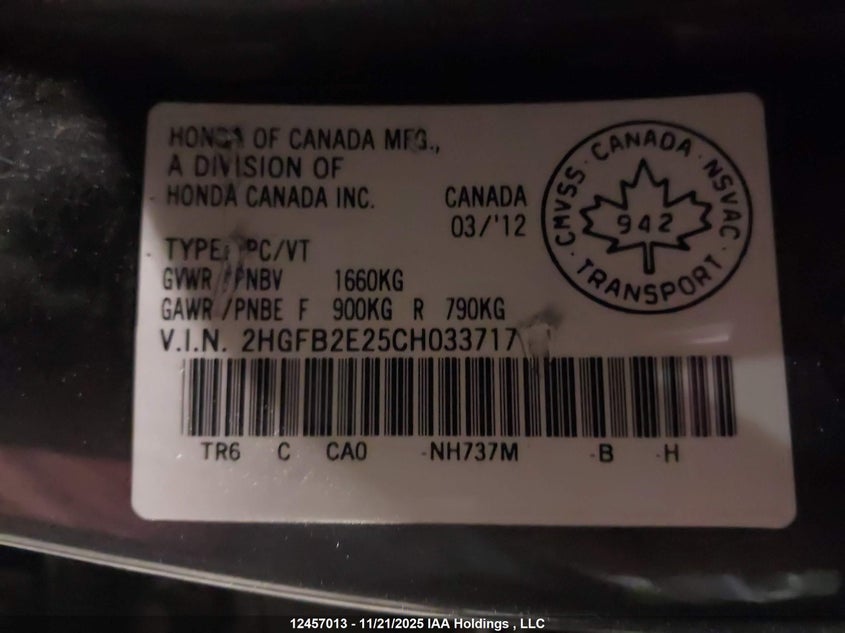 HONDA OF CANADA MFG.,
A DIVISION OF
HONDA CANADA INC.
CANADA
03/'12
TYPE: PC/VT
GVWR /PNBV 1660KG
GAWR /PNBE F 900KG R 790KG
V.I.N. 2HGFB2E25CH033717
TR6 C CA0 -NH737M -B -H
CMVSS · CANADA · NSVAC · TRANSPORT ·
942
12457013 - 11/21/2025 IAA Holdings , LLC